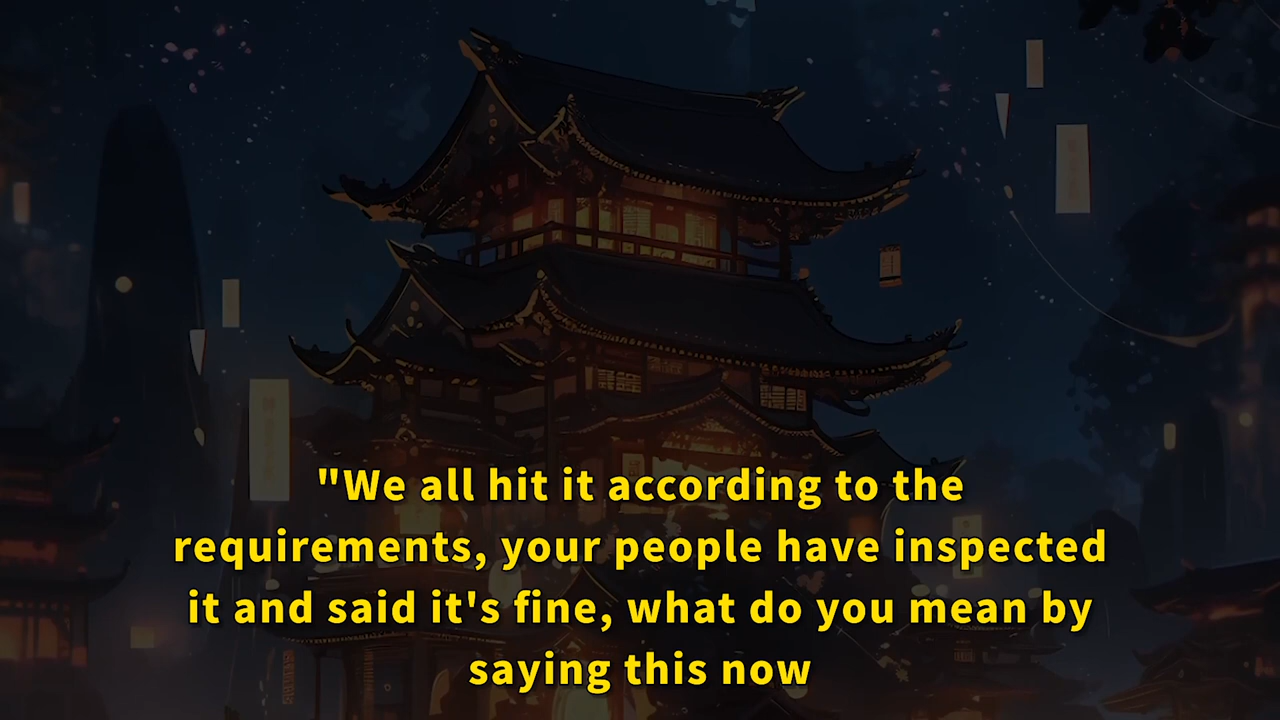 "We all hit it according to the
requirements, your people have inspected
it and said it's fine, what do you mean by
saying this now